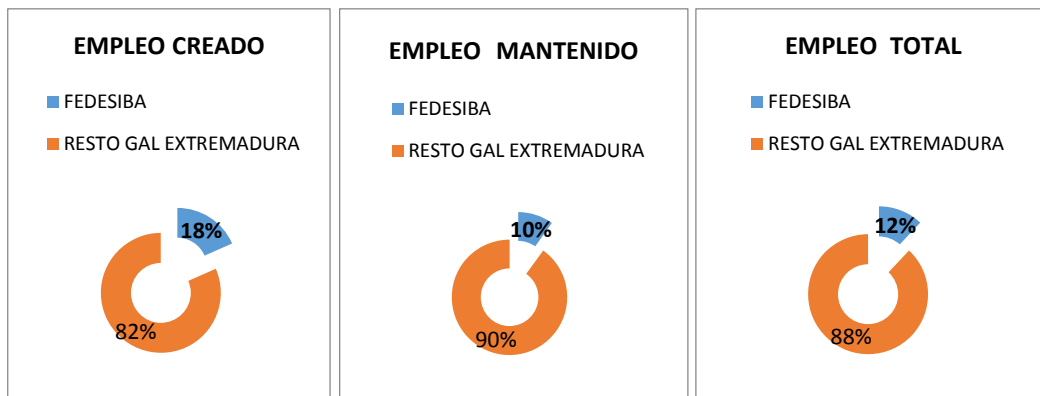 EMPLEO CREADO
FEDESIBA
RESTO GAL EXTREMADURA
18%
82%
EMPLEO MANTENIDO
FEDESIBA
RESTO GAL EXTREMADURA
10%
90%
EMPLEO TOTAL
FEDESIBA
RESTO GAL EXTREMADURA
12%
88%